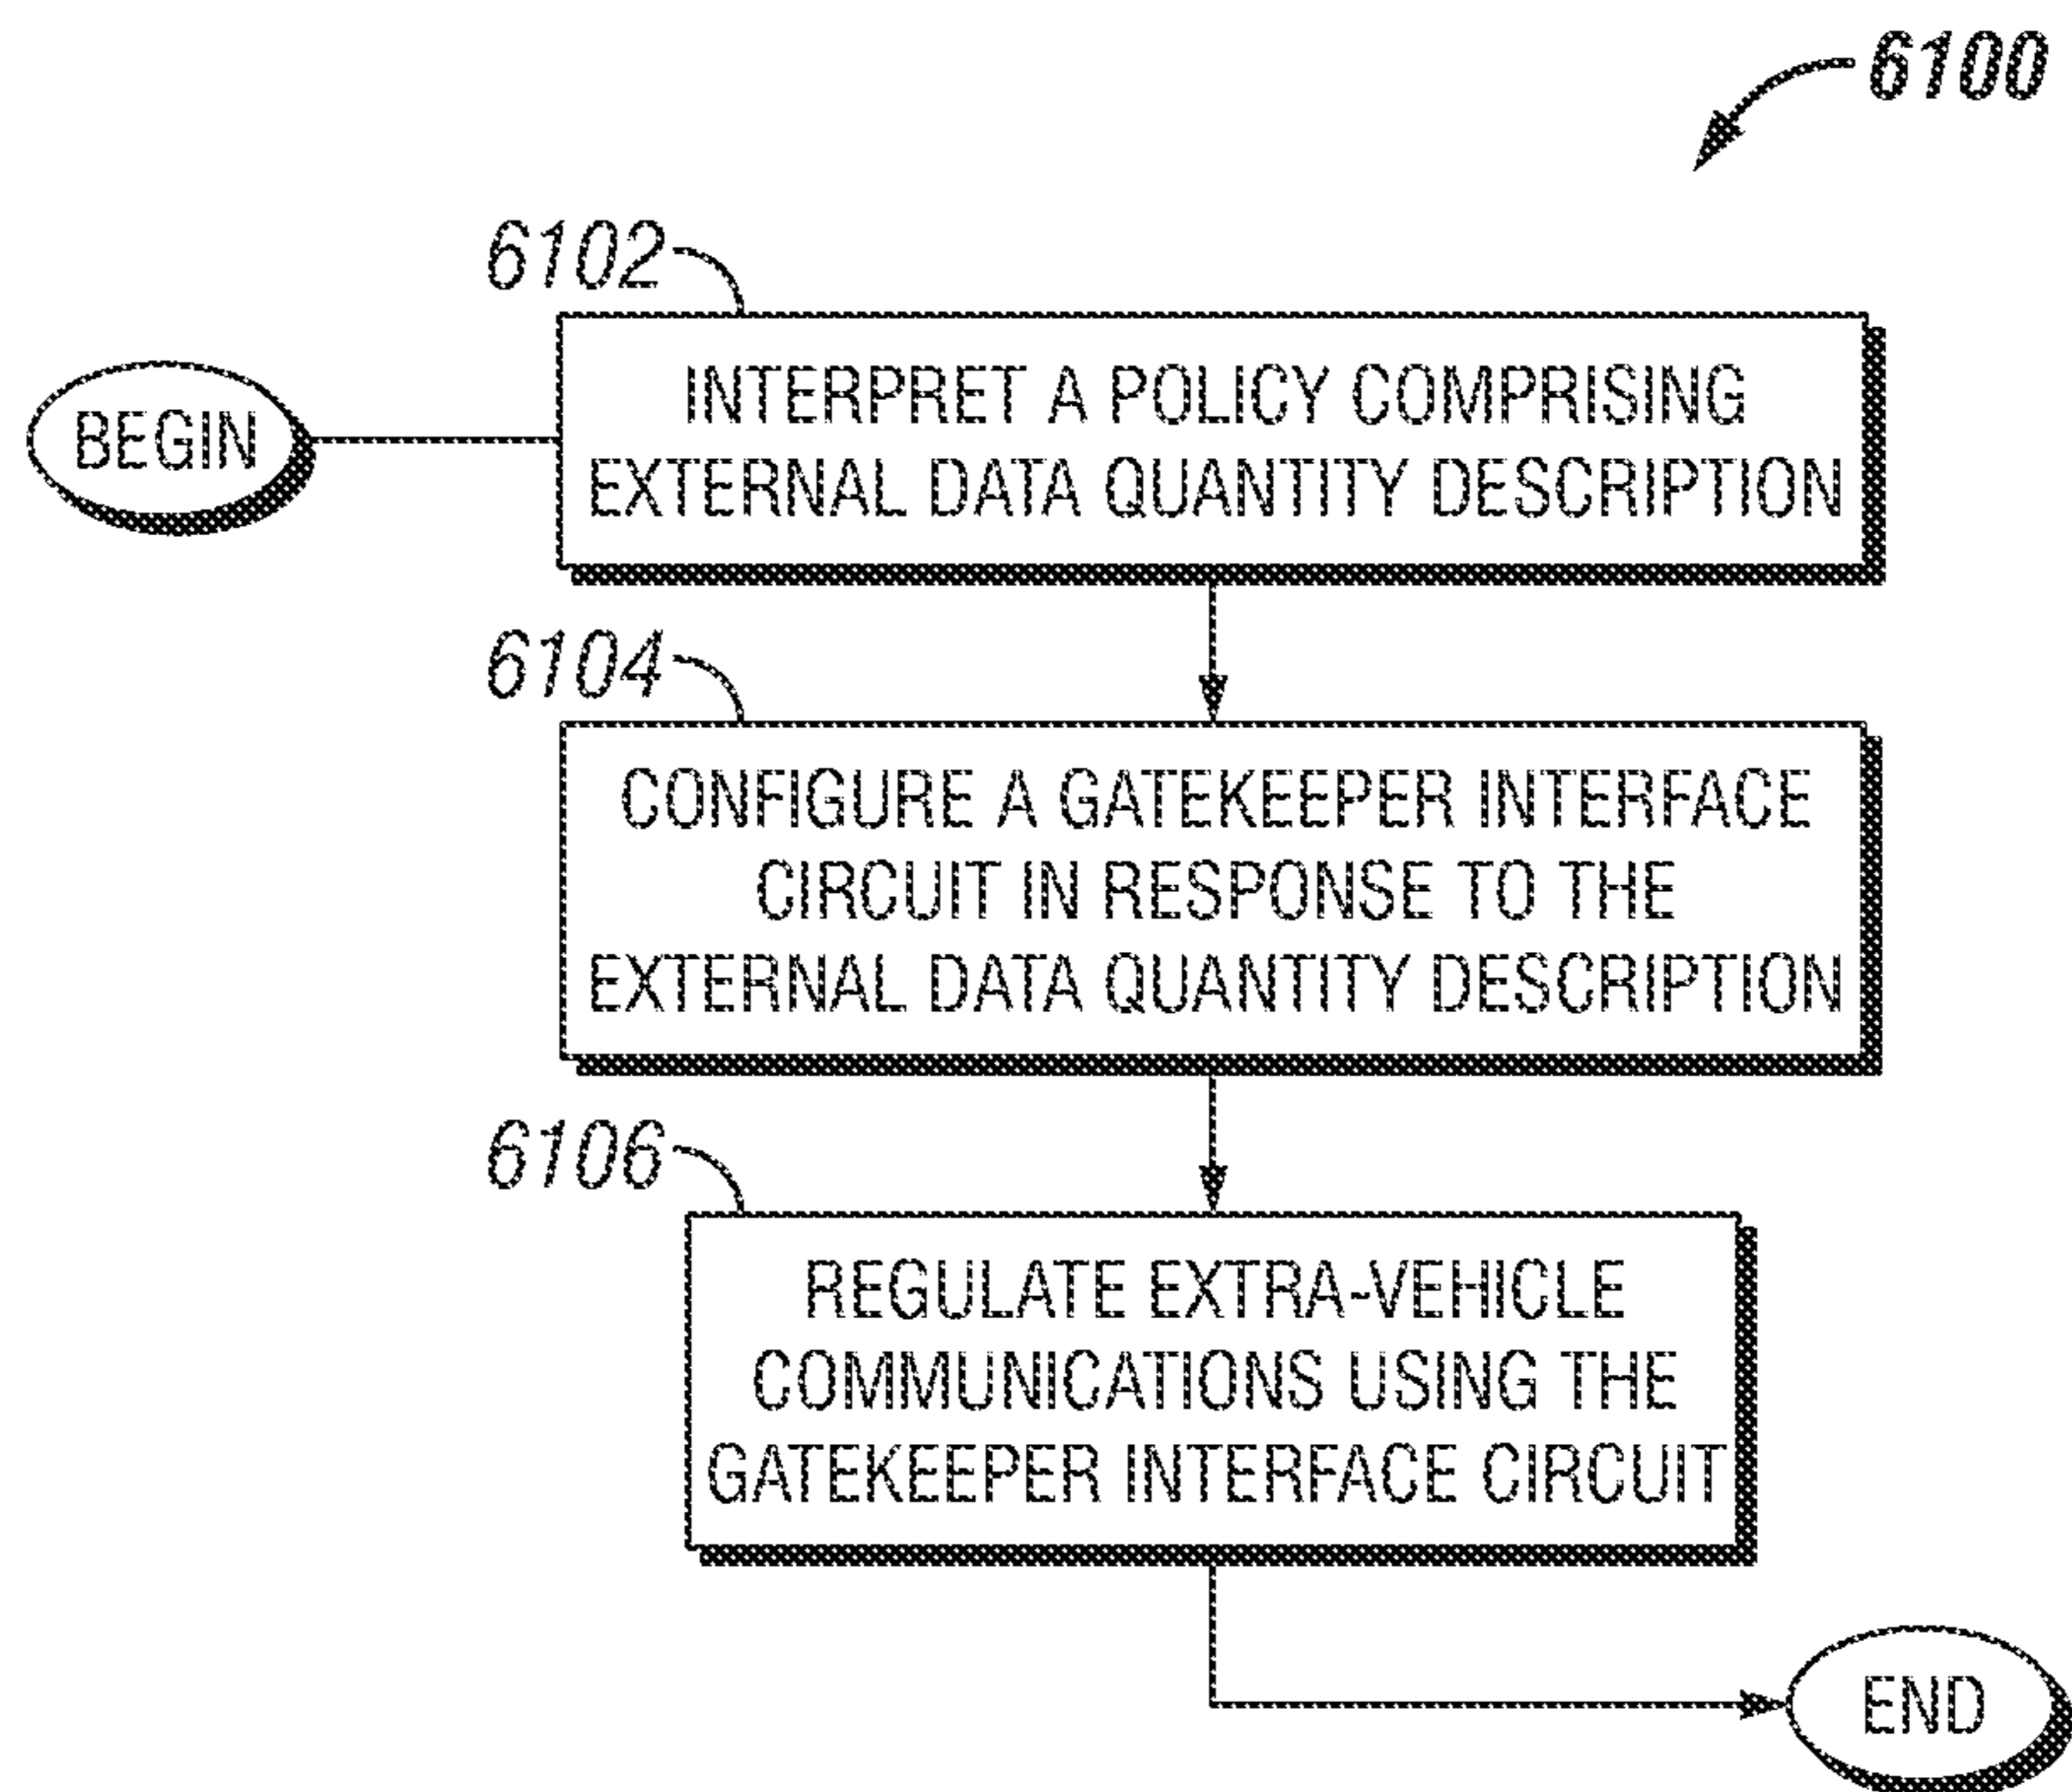 6100
6102
BEGIN
INTERPRET A POLICY COMPRISING
EXTERNAL DATA QUANTITY DESCRIPTION
6104
CONFIGURE A GATEKEEPER INTERFACE
CIRCUIT IN RESPONSE TO THE
EXTERNAL DATA QUANTITY DESCRIPTION
6106
REGULATE EXTRA-VEHICLE
COMMUNICATIONS USING THE
GATEKEEPER INTERFACE CIRCUIT
END